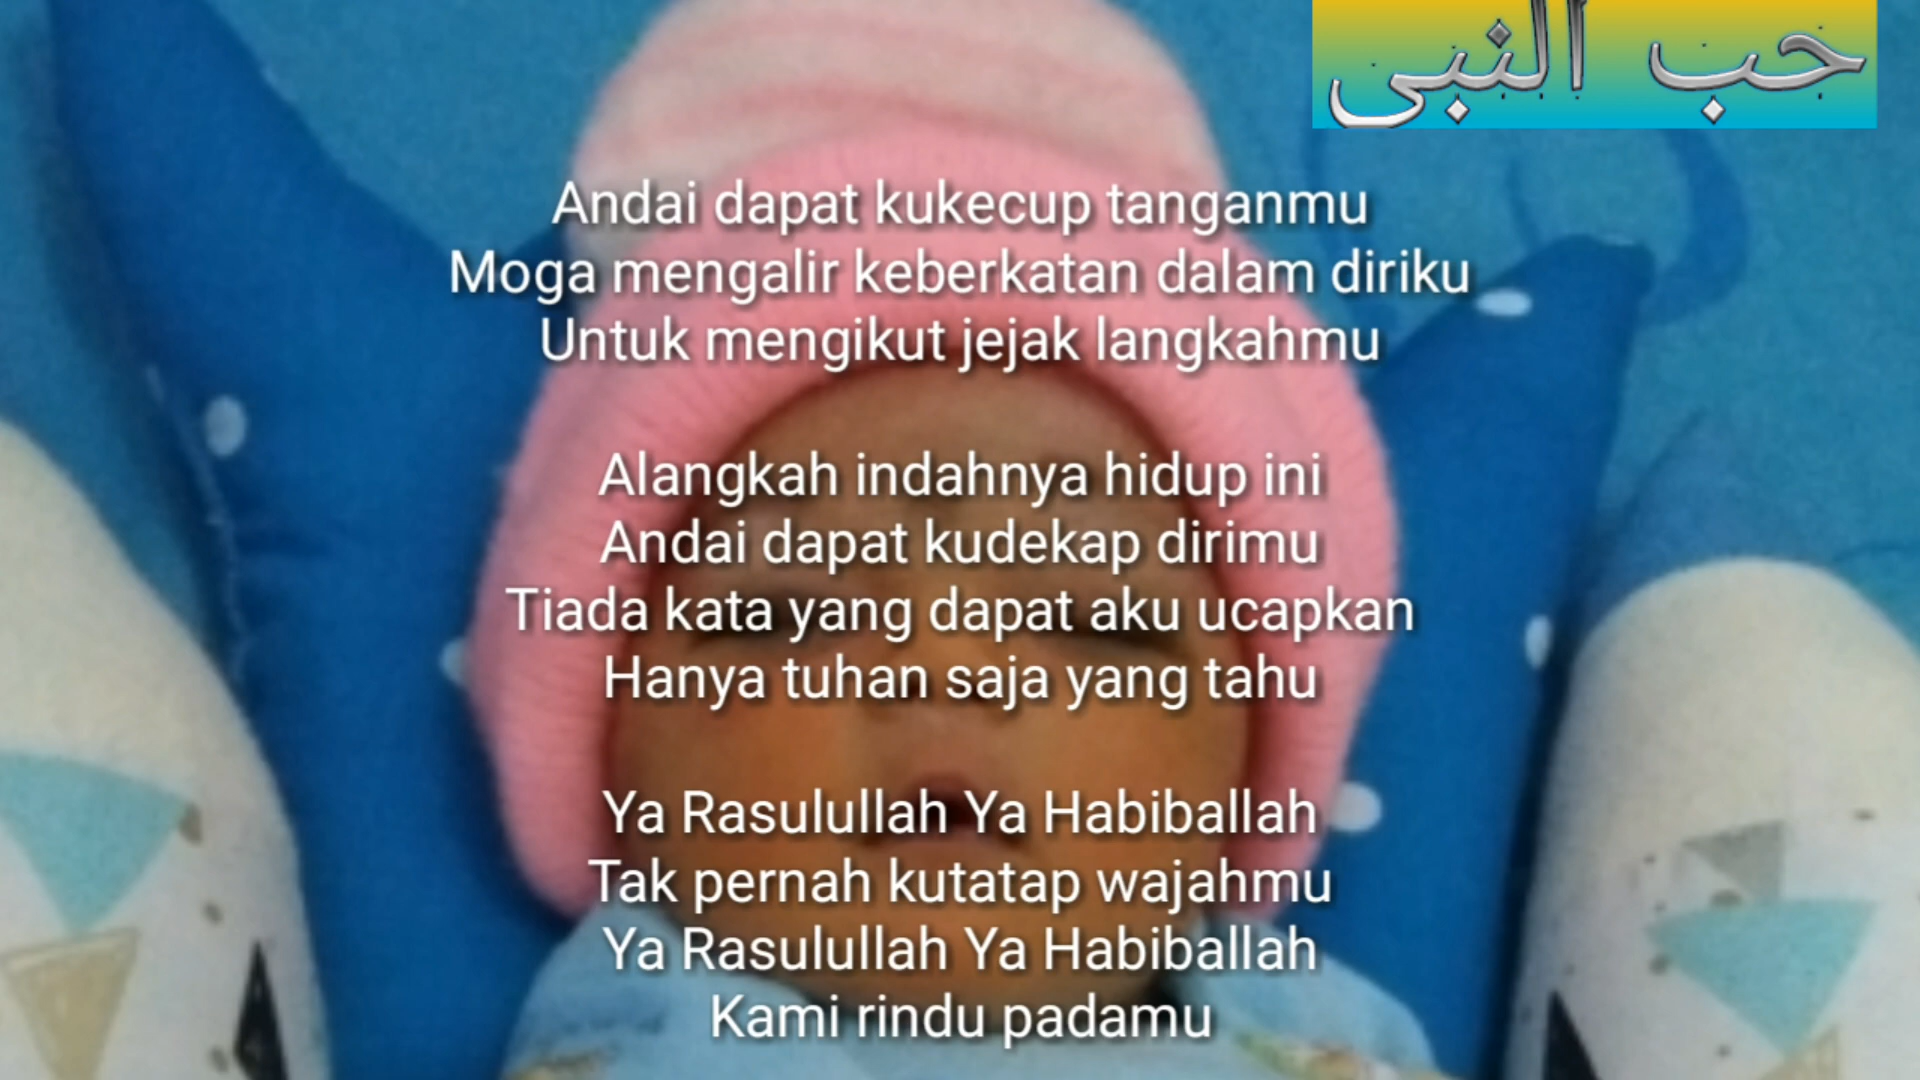 حب النبي
Andai dapat kukecup tanganmu
Moga mengalir keberkatan dalam diriku
Untuk mengikut jejak langkahmu
Alangkah indahnya hidup ini
Andai dapat kudekap dirimu
Tiada kata yang dapat aku ucapkan
Hanya tuhan saja yang tahu
Ya Rasulullah Ya Habiballah
Tak pernah kutatap wajahmu
Ya Rasulullah Ya Habiballah
Kami rindu padamu